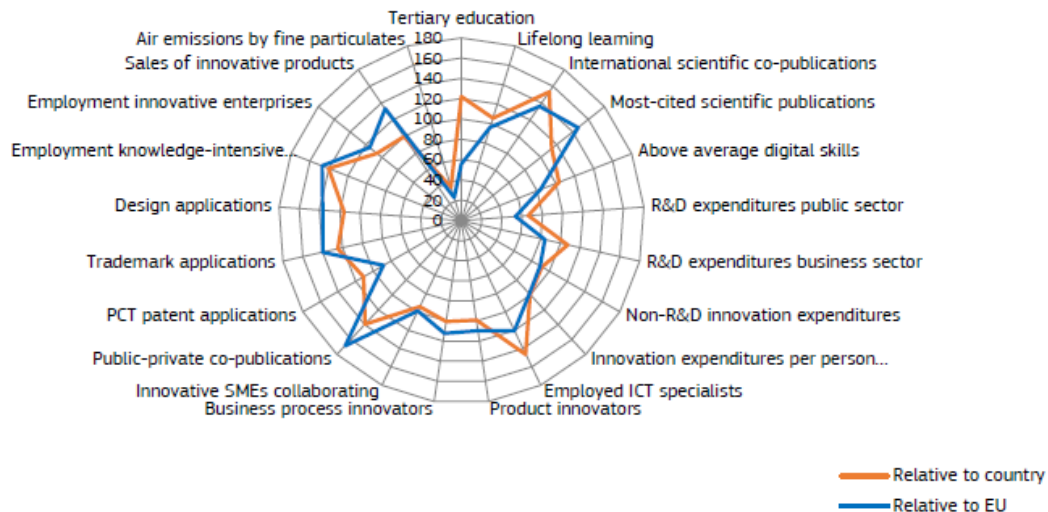 Tertiary education
Air emissions by fine particulates
Lifelong learning
Sales of innovative products
International scientific co-publications
Employment innovative enterprises
Most-cited scientific publications
Employment knowledge-intensive...
Above average digital skills
Design applications
R&D expenditures public sector
Trademark applications
R&D expenditures business sector
PCT patent applications
Non-R&D innovation expenditures
Public-private co-publications
Innovation expenditures per person...
Innovative SMEs collaborating
Employed ICT specialists
Business process innovators
Product innovators
180
160
140
120
100
80
60
40
20
0
Relative to country
Relative to EU